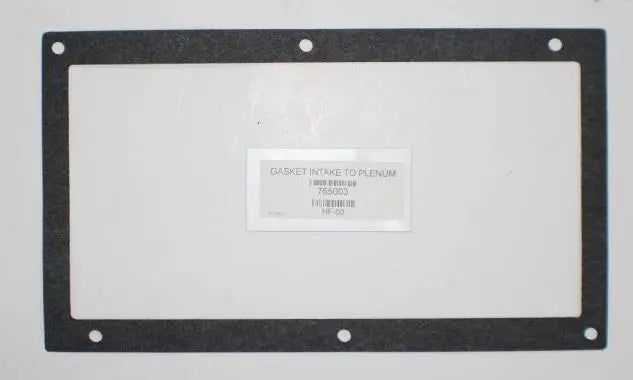 GASKET INTAKE TO PLENUM
765003
HF-03